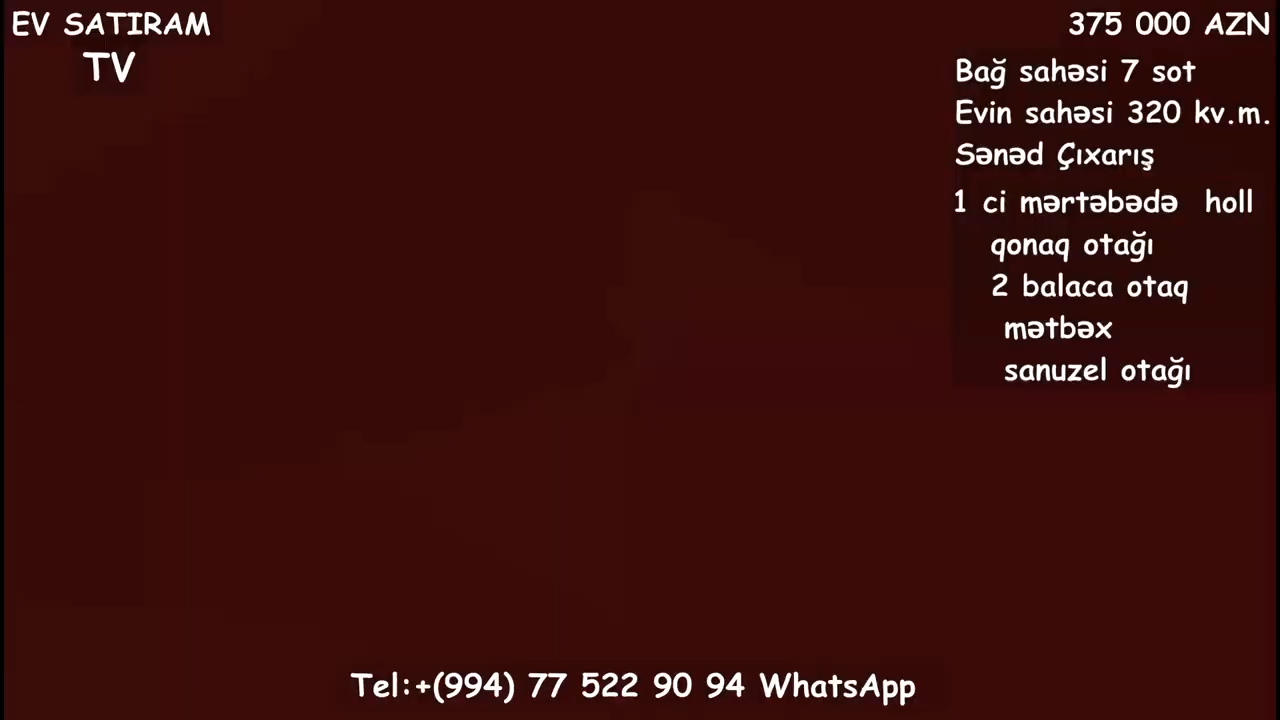 EV SATIRAM
TV
375 000 AZN
Bağ sahəsi 7 sot
Evin sahəsi 320 kv.m.
Sənəd Çıxarış
1 ci mərtəbədə holl
qonaq otağı
2 balaca otaq
mətbəx
sanuzel otağı
Tel:+(994) 77 522 90 94 WhatsApp